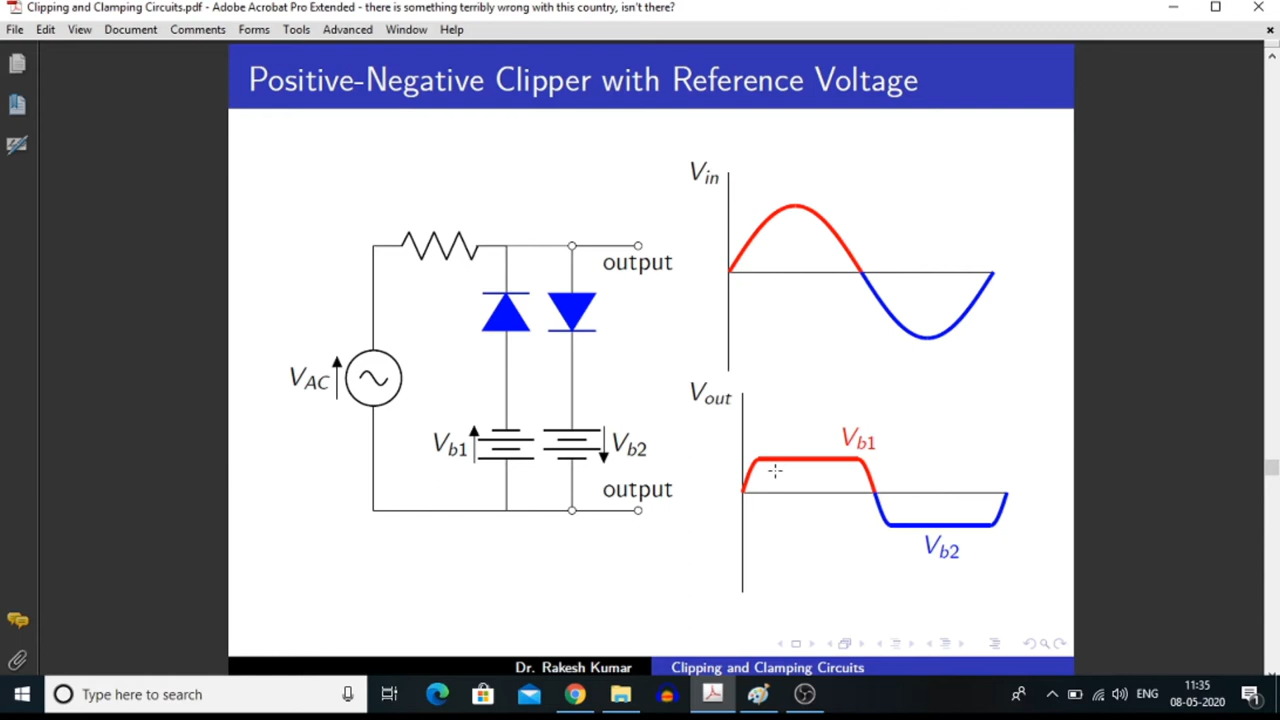 Clipping and Clamping Circuits.pdf - Adobe Acrobat Pro Extended - there is something terribly wrong with this country, isn't there?
File Edit View Document Comments Forms Tools Advanced Window Help
Positive-Negative Clipper with Reference Voltage
Vin
output
VAC
Vout
Vb1
Vb1
Vb2
output
Vb2
Dr. Rakesh Kumar
Clipping and Clamping Circuits
Type here to search
ENG
11:35
08-05-2020
1